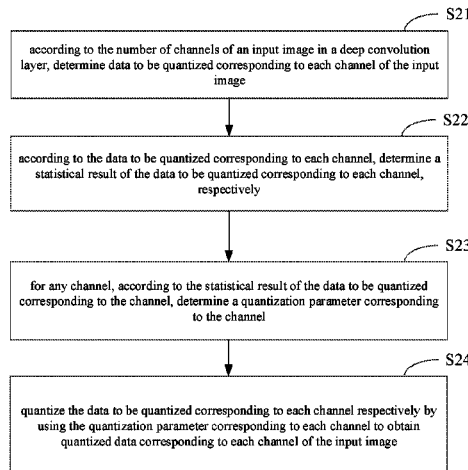 S21
according to the number of channels of an input image in a deep convolution
layer, determine data to be quantized corresponding to each channel of the input
image
S22
according to the data to be quantized corresponding to each channel, determine a
statistical result of the data to be quantized corresponding to each channel,
respectively
S23
for any channel, according to the statistical result of the data to be quantized
corresponding to the channel, determine a quantization parameter corresponding
to the channel
S24
quantize the data to be quantized corresponding to each channel respectively by
using the quantization parameter corresponding to each channel to obtain
quantized data corresponding to each channel of the input image